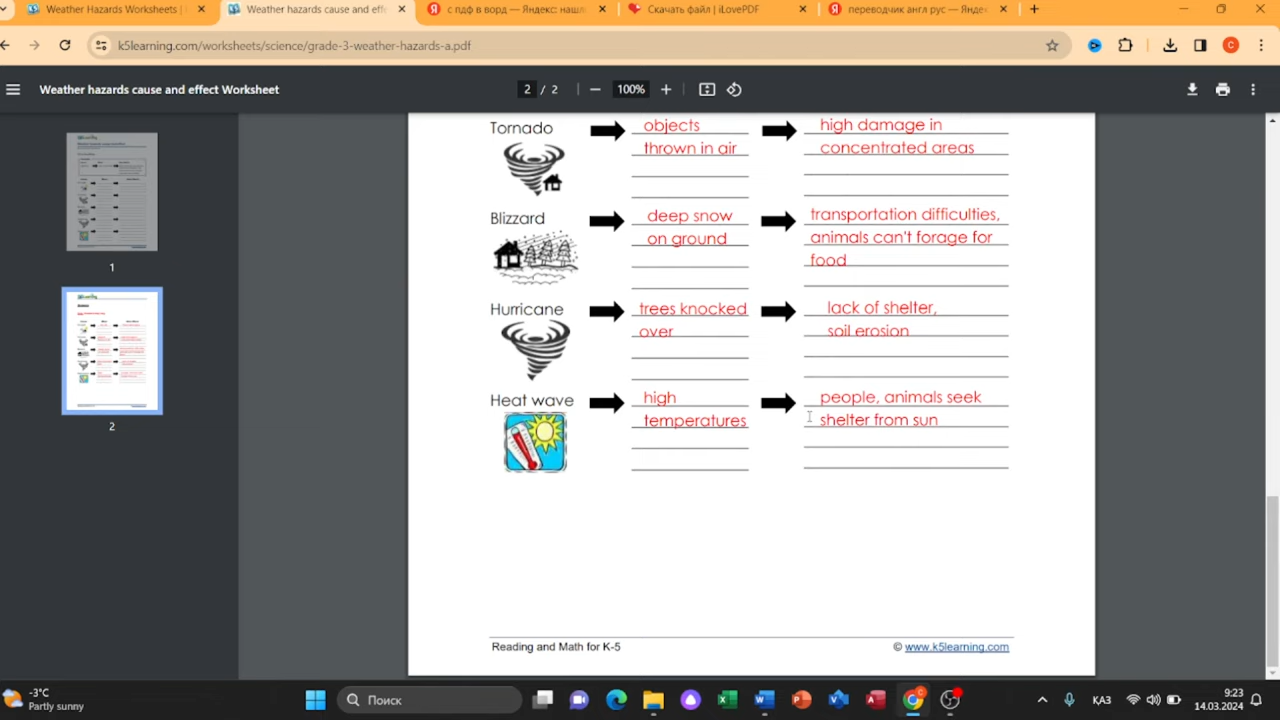 Weather Hazards Worksheets |
Weather hazards cause and effe
с пдф в ворд — Яндекс: нашл
Скачать файл | iLovePDF
переводчик англ рус — Яндекс
k5learning.com/worksheets/science/grade-3-weather-hazards-a.pdf
Weather hazards cause and effect Worksheet
2 / 2
100%
Tornado
objects
thrown in air
high damage in
concentrated areas
Blizzard
deep snow
on ground
transportation difficulties,
animals can't forage for
food
Hurricane
trees knocked
over
lack of shelter,
soil erosion
Heat wave
high
temperatures
people, animals seek
shelter from sun
1
2
Reading and Math for K-5
© www.k5learning.com
-3°C
Partly sunny
Поиск
ҚАЗ
9:23
14.03.2024